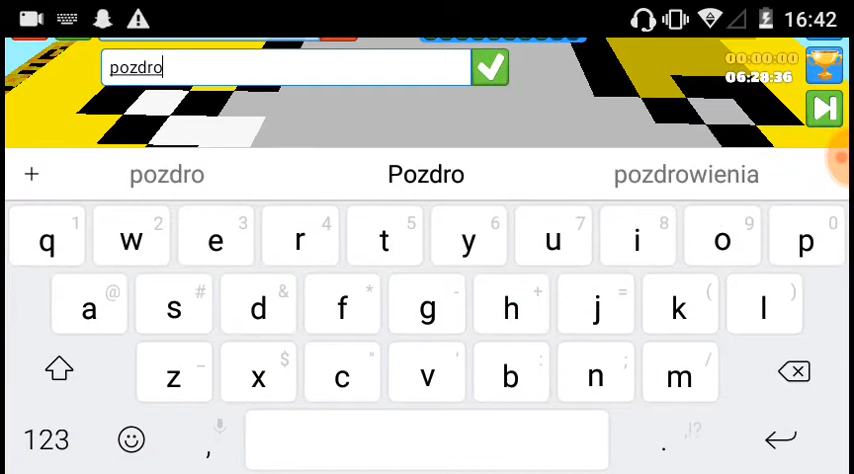 16:42
pozdro
00:00:00
06:28:36
+ pozdro Pozdro pozdrowienia
1 2 3 4 5 6 7 8 9 0
q w e r t y u i o p
@ # & * - + = ( )
a s d f g h j k l
_ $ " ' : ; /
z x c v b n m
123 , . ,!?